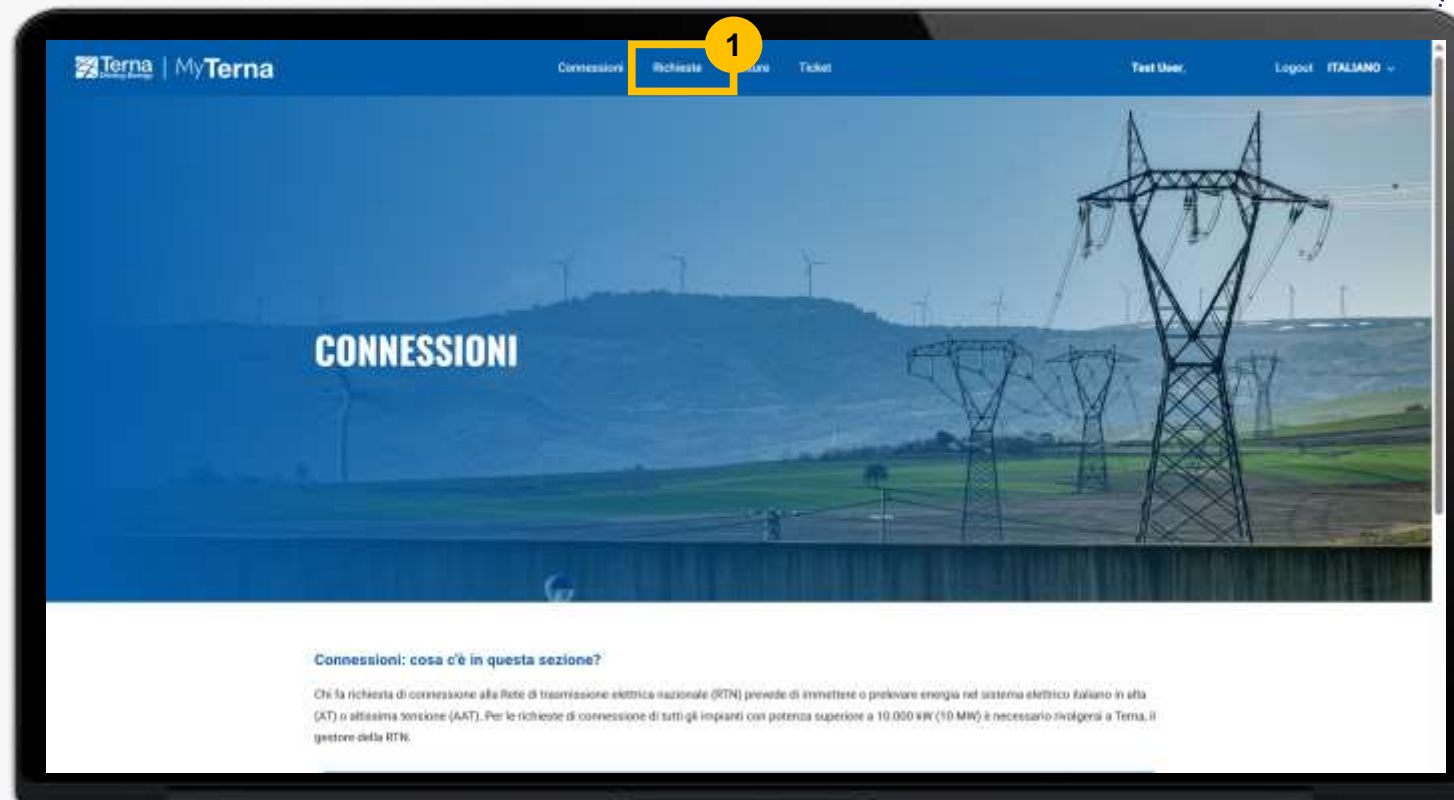 1
Terna | MyTerna
Driving Energy
Connessioni Richieste Ticket Test User, Logout ITALIANO
CONNESSIONI
Connessioni: cosa c'è in questa sezione?
Chi fa richiesta di connessione alla Rete di trasmissione elettrica nazionale (RTN) prevede di immettere o prelevare energia nel sistema elettrico italiano in alta
(AT) o altissima tensione (AAT). Per le richieste di connessione di tutti gli impianti con potenza superiore a 10.000 kW (10 MW) è necessario rivolgersi a Terna, il
gestore della RTN.